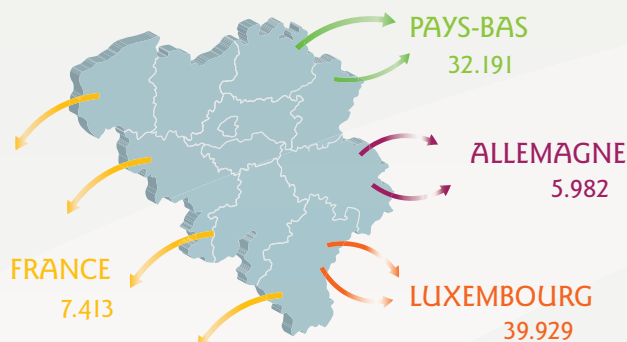 PAYS-BAS
32.191
ALLEMAGNE
5.982
FRANCE
7.413
LUXEMBOURG
39.929